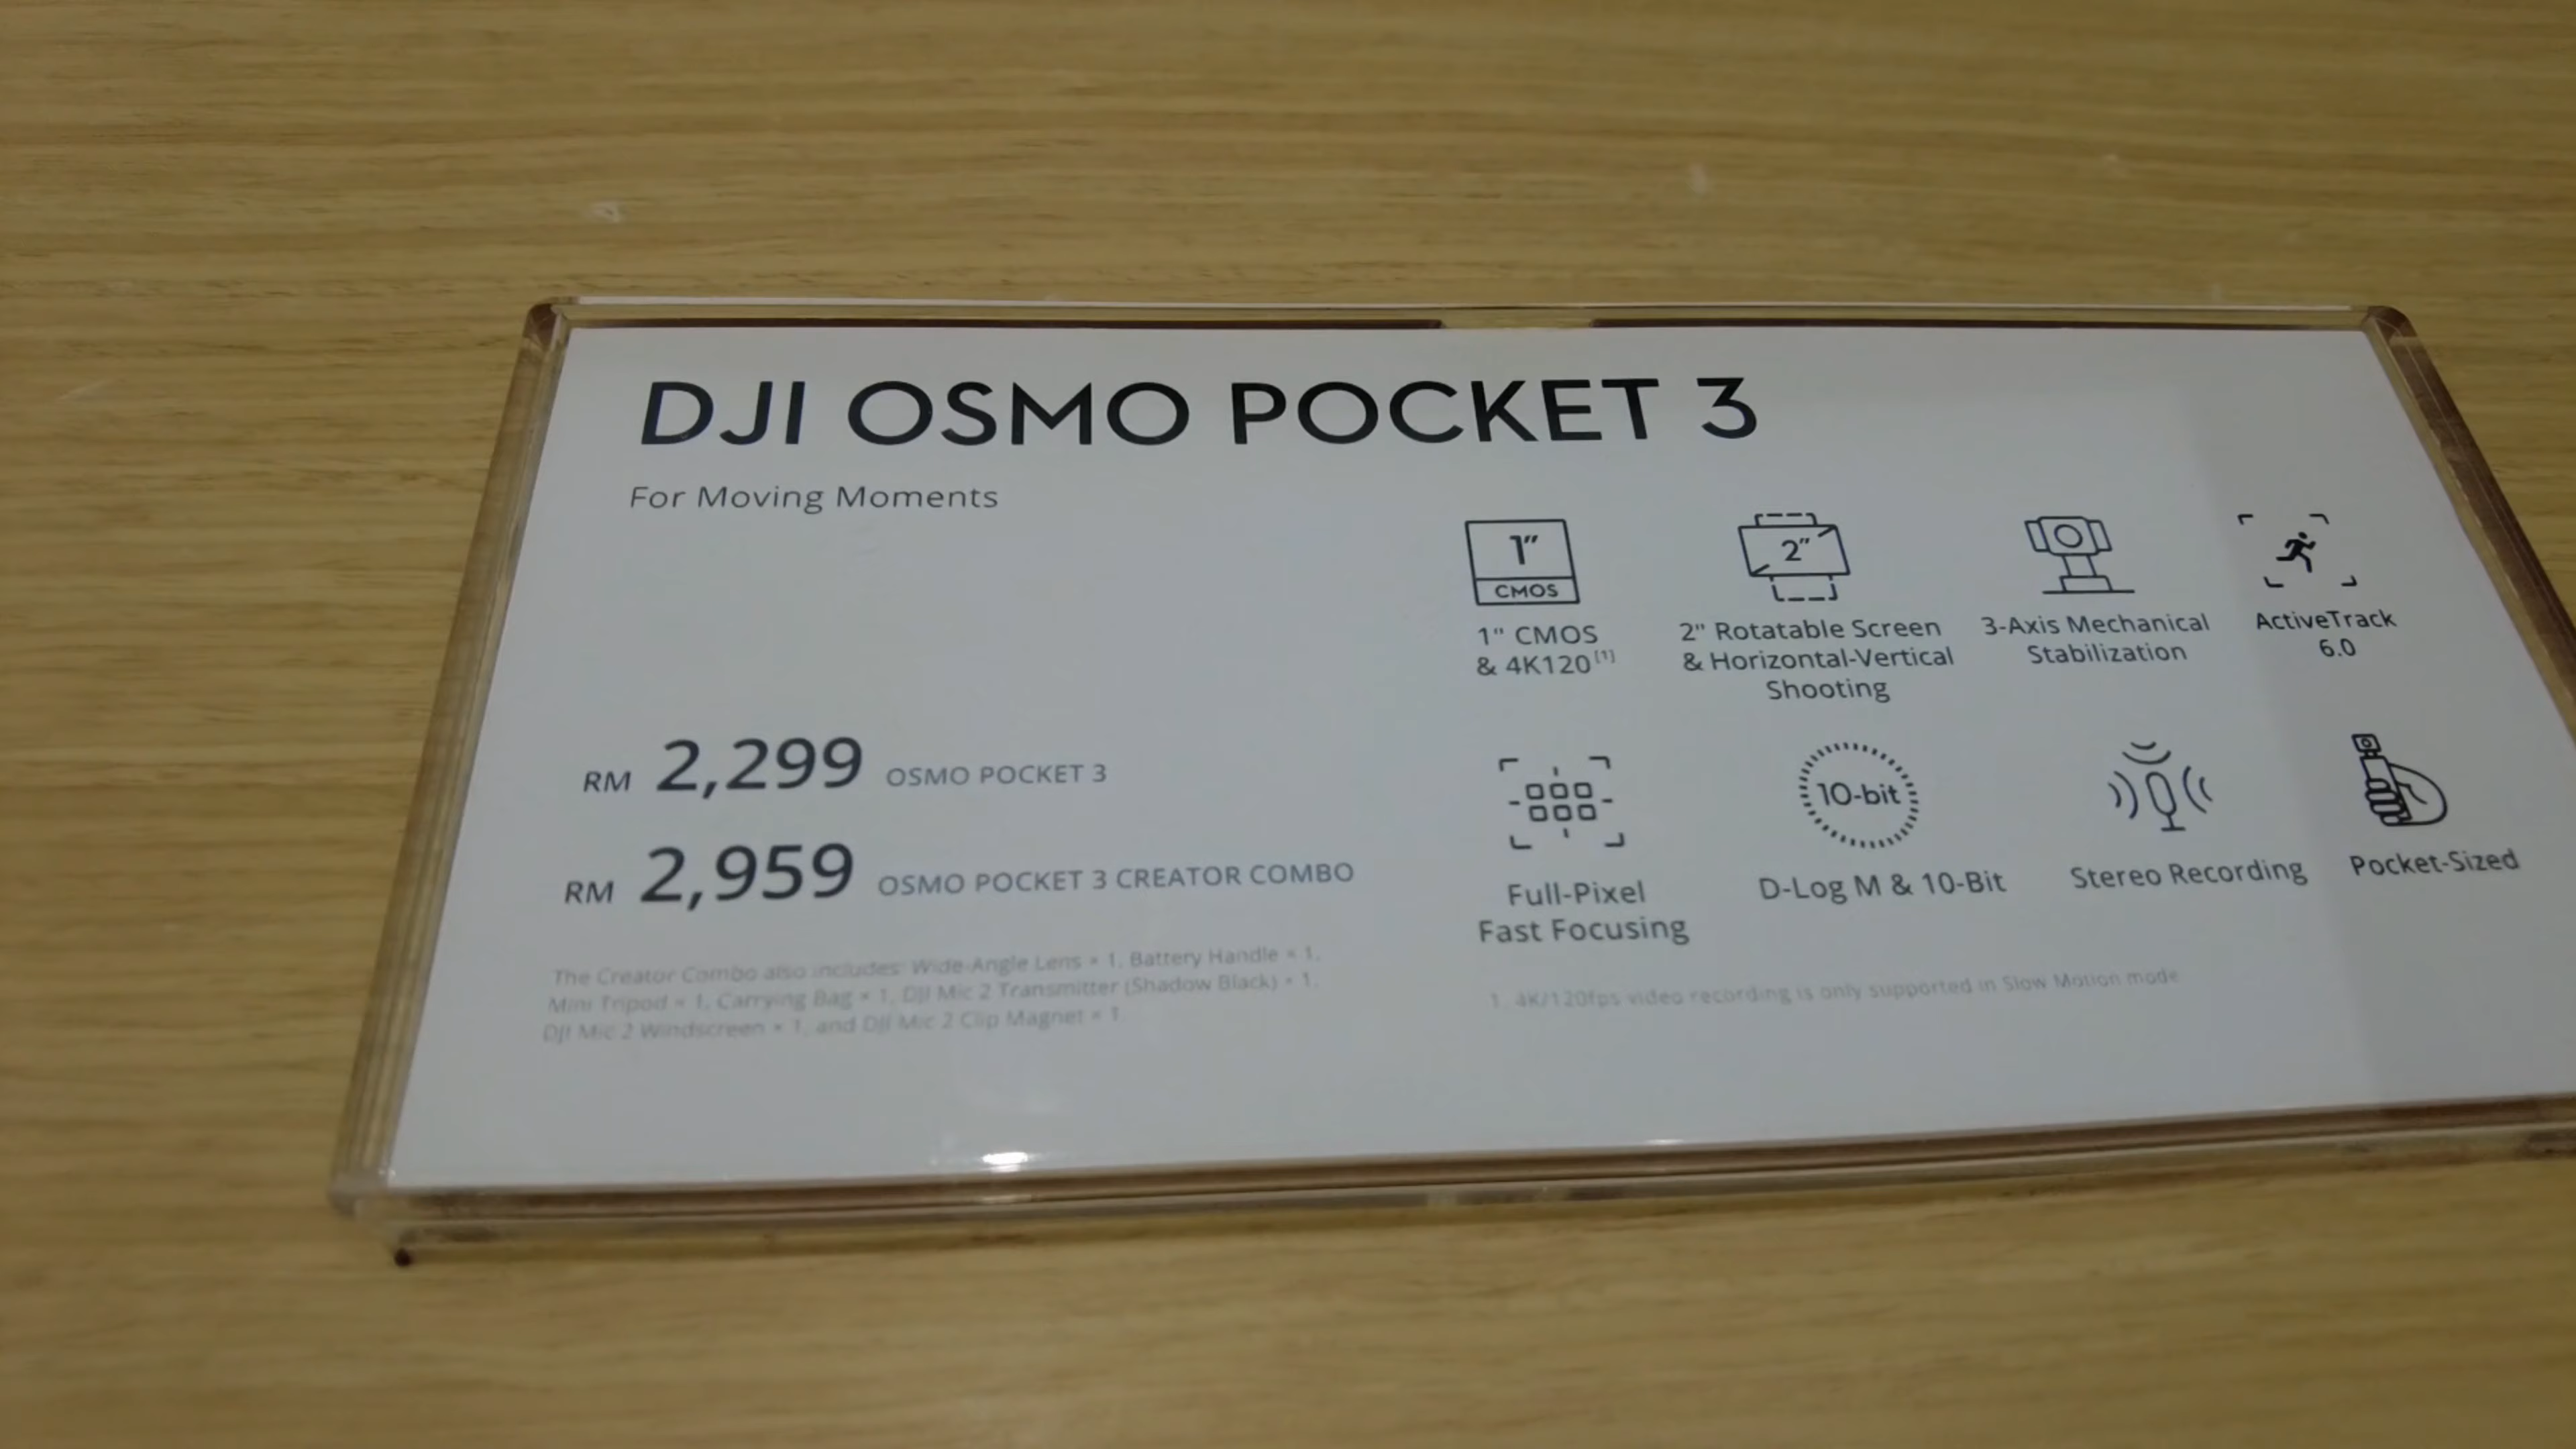 DJI OSMO POCKET 3
For Moving Moments
1"
CMOS
1" CMOS
& 4K120[1]
2"
2" Rotatable Screen
& Horizontal-Vertical
Shooting
3-Axis Mechanical
Stabilization
ActiveTrack
6.0
RM 2,299 OSMO POCKET 3
RM 2,959 OSMO POCKET 3 CREATOR COMBO
Full-Pixel
Fast Focusing
10-bit
D-Log M & 10-Bit
Stereo Recording
Pocket-Sized
The Creator Combo also includes: Wide-Angle Lens × 1, Battery Handle × 1,
Mini Tripod × 1, Carrying Bag × 1, DJI Mic 2 Transmitter (Shadow Black) × 1,
DJI Mic 2 Windscreen × 1, and DJI Mic 2 Clip Magnet × 1.
1. 4K/120fps video recording is only supported in Slow Motion mode